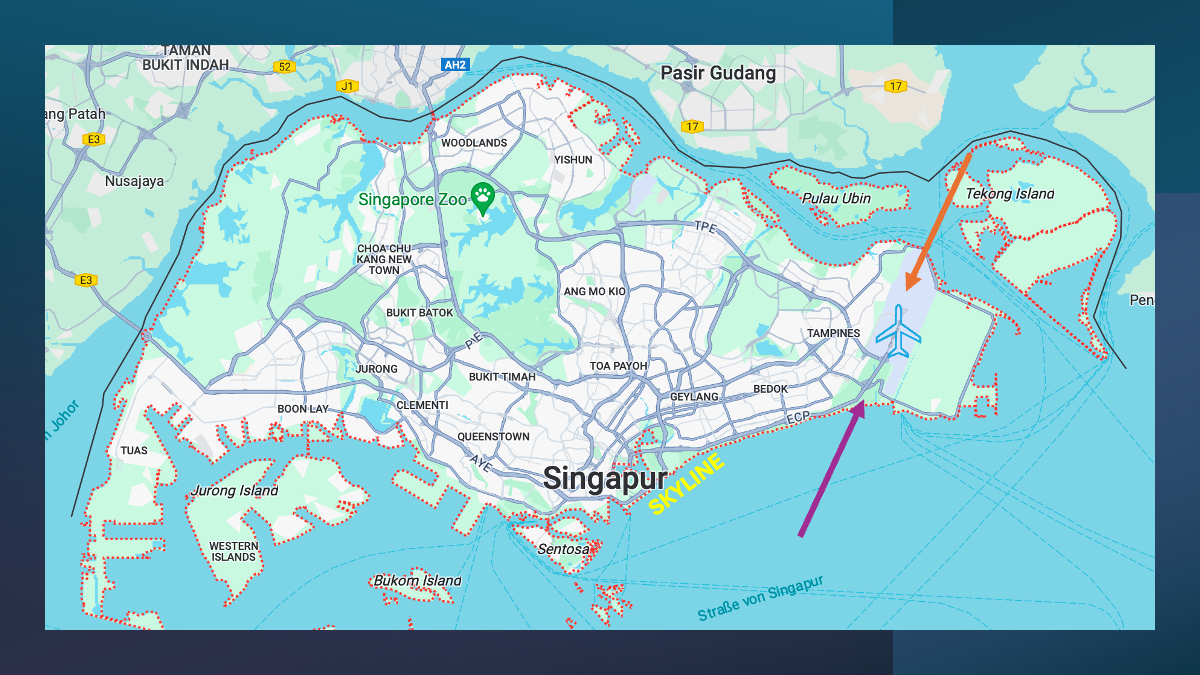 TAMAN
BUKIT INDAH
52
AH2
J1
Pasir Gudang
17
17
ang Patah
E3
WOODLANDS
YISHUN
Nusajaya
Singapore Zoo
Pulau Ubin
Tekong Island
TPE
CHOA CHU
KANG NEW
TOWN
E3
ANG MO KIO
Pen
BUKIT BATOK
TAMPINES
PIE
TOA PAYOH
JURONG
BUKIT TIMAH
BEDOK
GEYLANG
CLEMENTI
BOON LAY
ECP
n Johor
QUEENSTOWN
TUAS
AYE
SKYLINE
Singapur
Jurong Island
WESTERN
ISLANDS
Sentosa
Bukom Island
Straße von Singapur